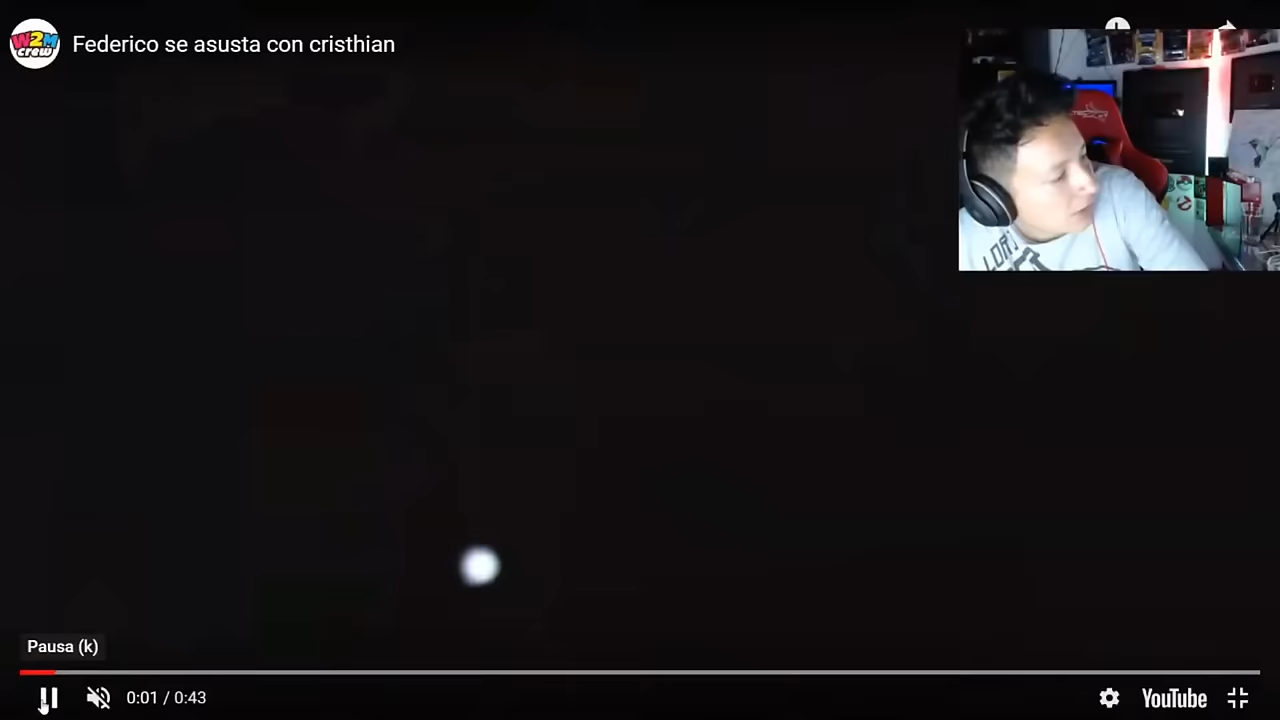 W2M
crew
Federico se asusta con cristhian
Pausa (k)
0:01 / 0:43
YouTube